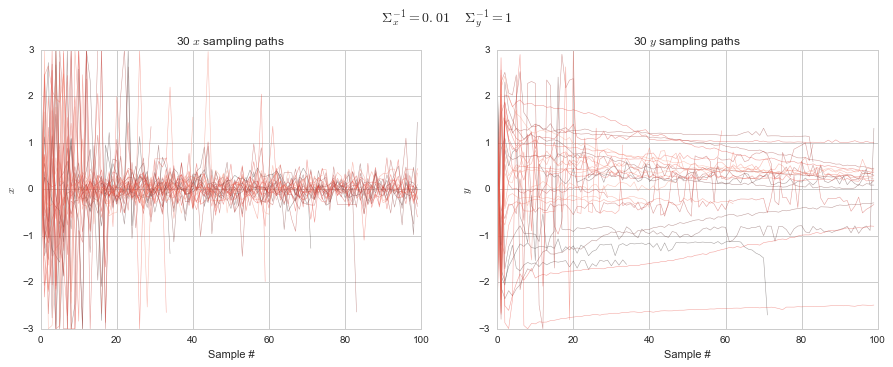 Σx⁻¹ = 0.01 Σy⁻¹ = 1
30 x sampling paths
3
2
1
0
−1
−2
−3
x
0 20 40 60 80 100
Sample #
30 y sampling paths
3
2
1
0
−1
−2
−3
y
0 20 40 60 80 100
Sample #